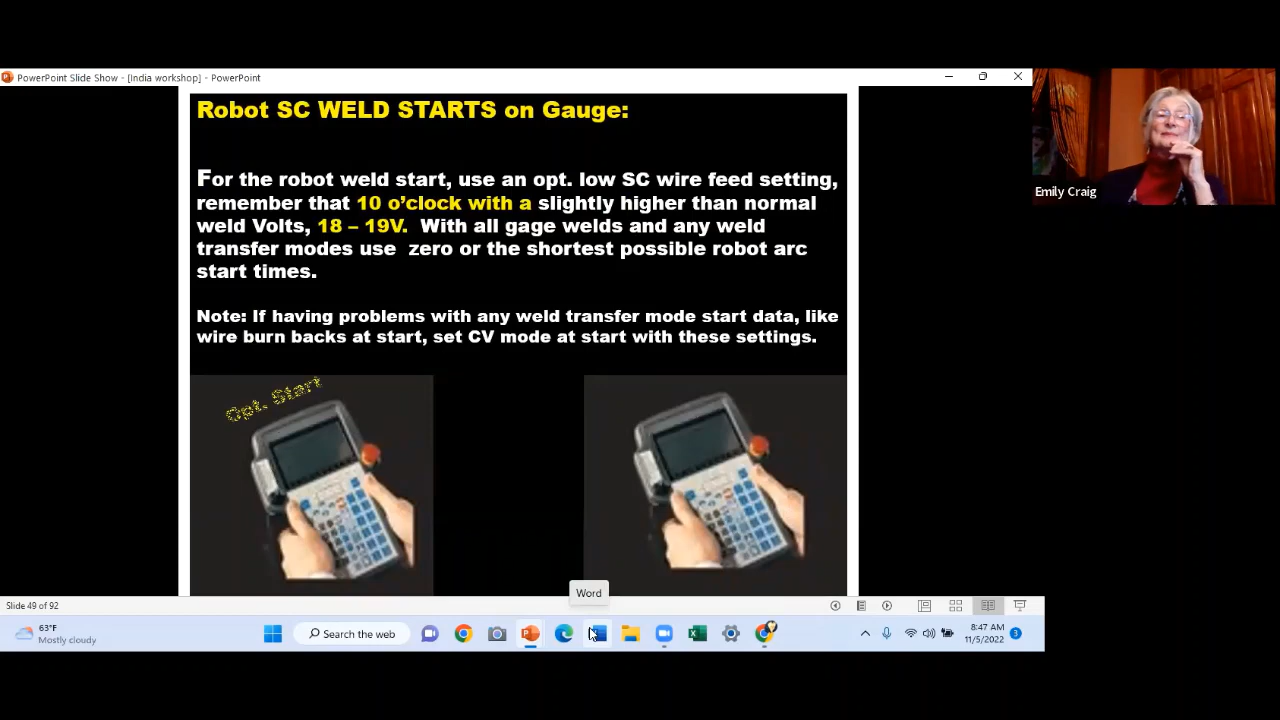 PowerPoint Slide Show - [India workshop] - PowerPoint
Robot SC WELD STARTS on Gauge:
For the robot weld start, use an opt. low SC wire feed setting,
remember that 10 o'clock with a slightly higher than normal
weld Volts, 18 – 19V. With all gage welds and any weld
transfer modes use zero or the shortest possible robot arc
start times.
Note: If having problems with any weld transfer mode start data, like
wire burn backs at start, set CV mode at start with these settings.
Opt. Start
Emily Craig
Word
Slide 49 of 92
63°F
Mostly cloudy
Search the web
8:47 AM
11/5/2022
3